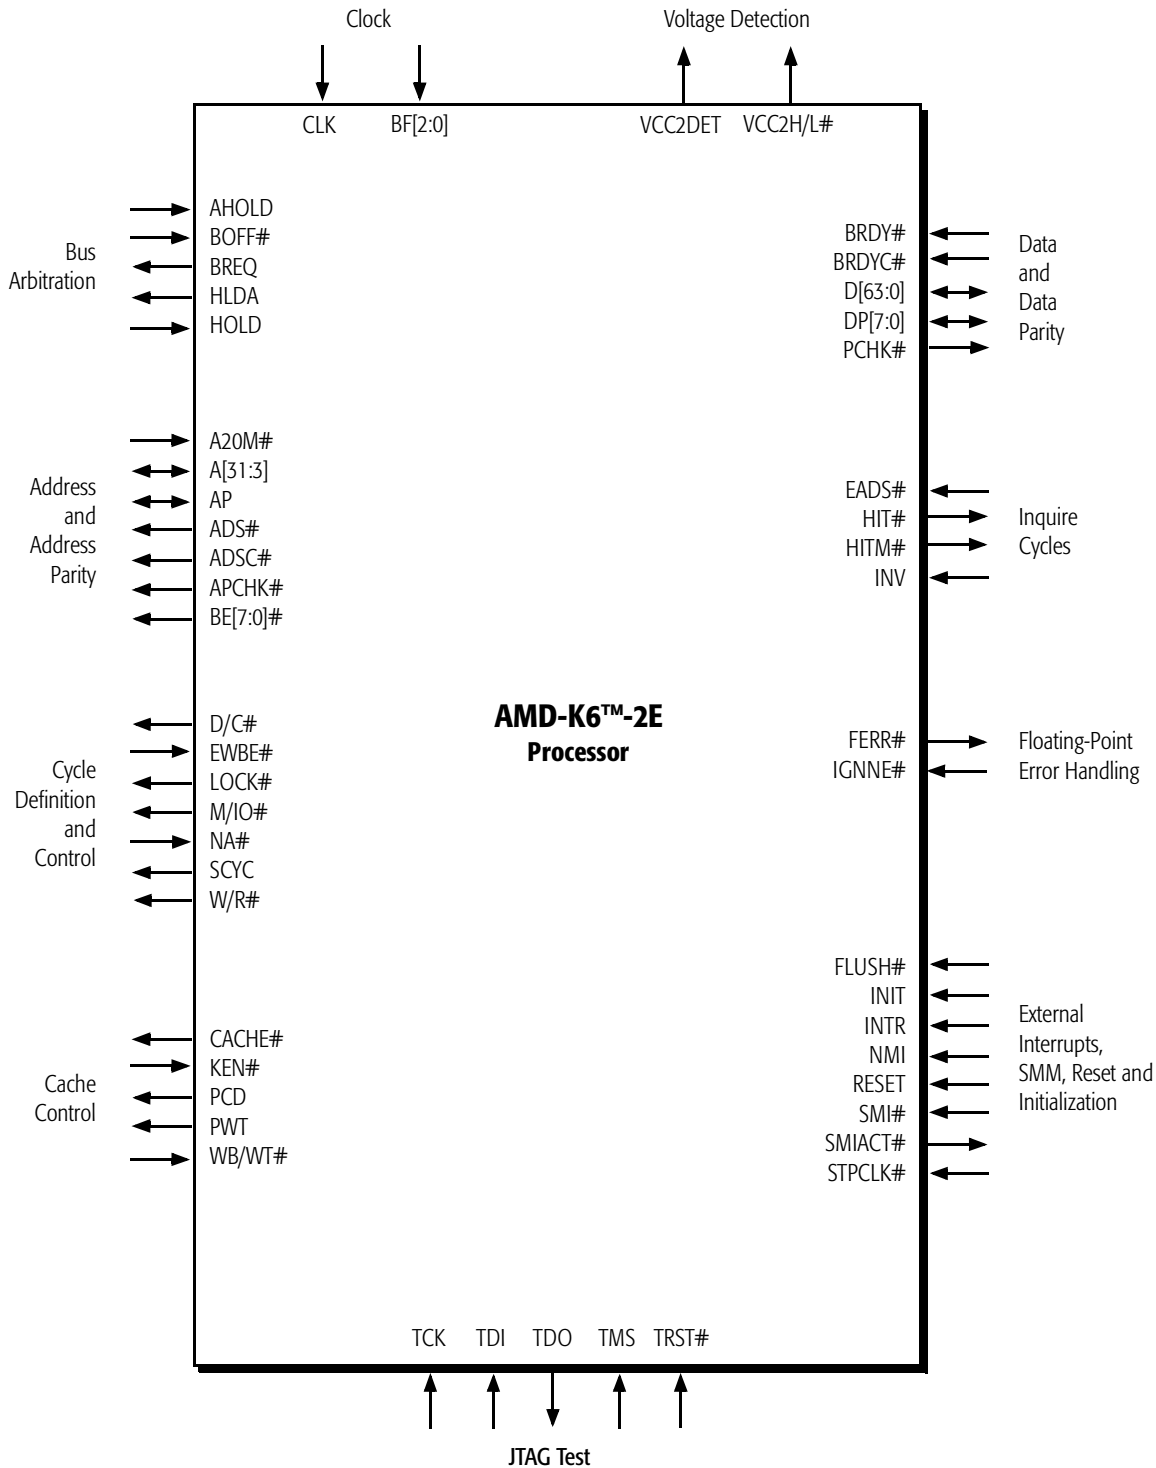 Clock
Voltage Detection
CLK
BF[2:0]
VCC2DET
VCC2H/L#
Bus
Arbitration
AHOLD
BOFF#
BREQ
HLDA
HOLD
BRDY#
BRDYC#
D[63:0]
DP[7:0]
PCHK#
Data
and
Data
Parity
Address
and
Address
Parity
A20M#
A[31:3]
AP
ADS#
ADSC#
APCHK#
BE[7:0]#
EADS#
HIT#
HITM#
INV
Inquire
Cycles
AMD-K6™-2E
Processor
Cycle
Definition
and
Control
D/C#
EWBE#
LOCK#
M/IO#
NA#
SCYC
W/R#
FERR#
IGNNE#
Floating-Point
Error Handling
Cache
Control
CACHE#
KEN#
PCD
PWT
WB/WT#
FLUSH#
INIT
INTR
NMI
RESET
SMI#
SMIACT#
STPCLK#
External
Interrupts,
SMM, Reset and
Initialization
TCK
TDI
TDO
TMS
TRST#
JTAG Test